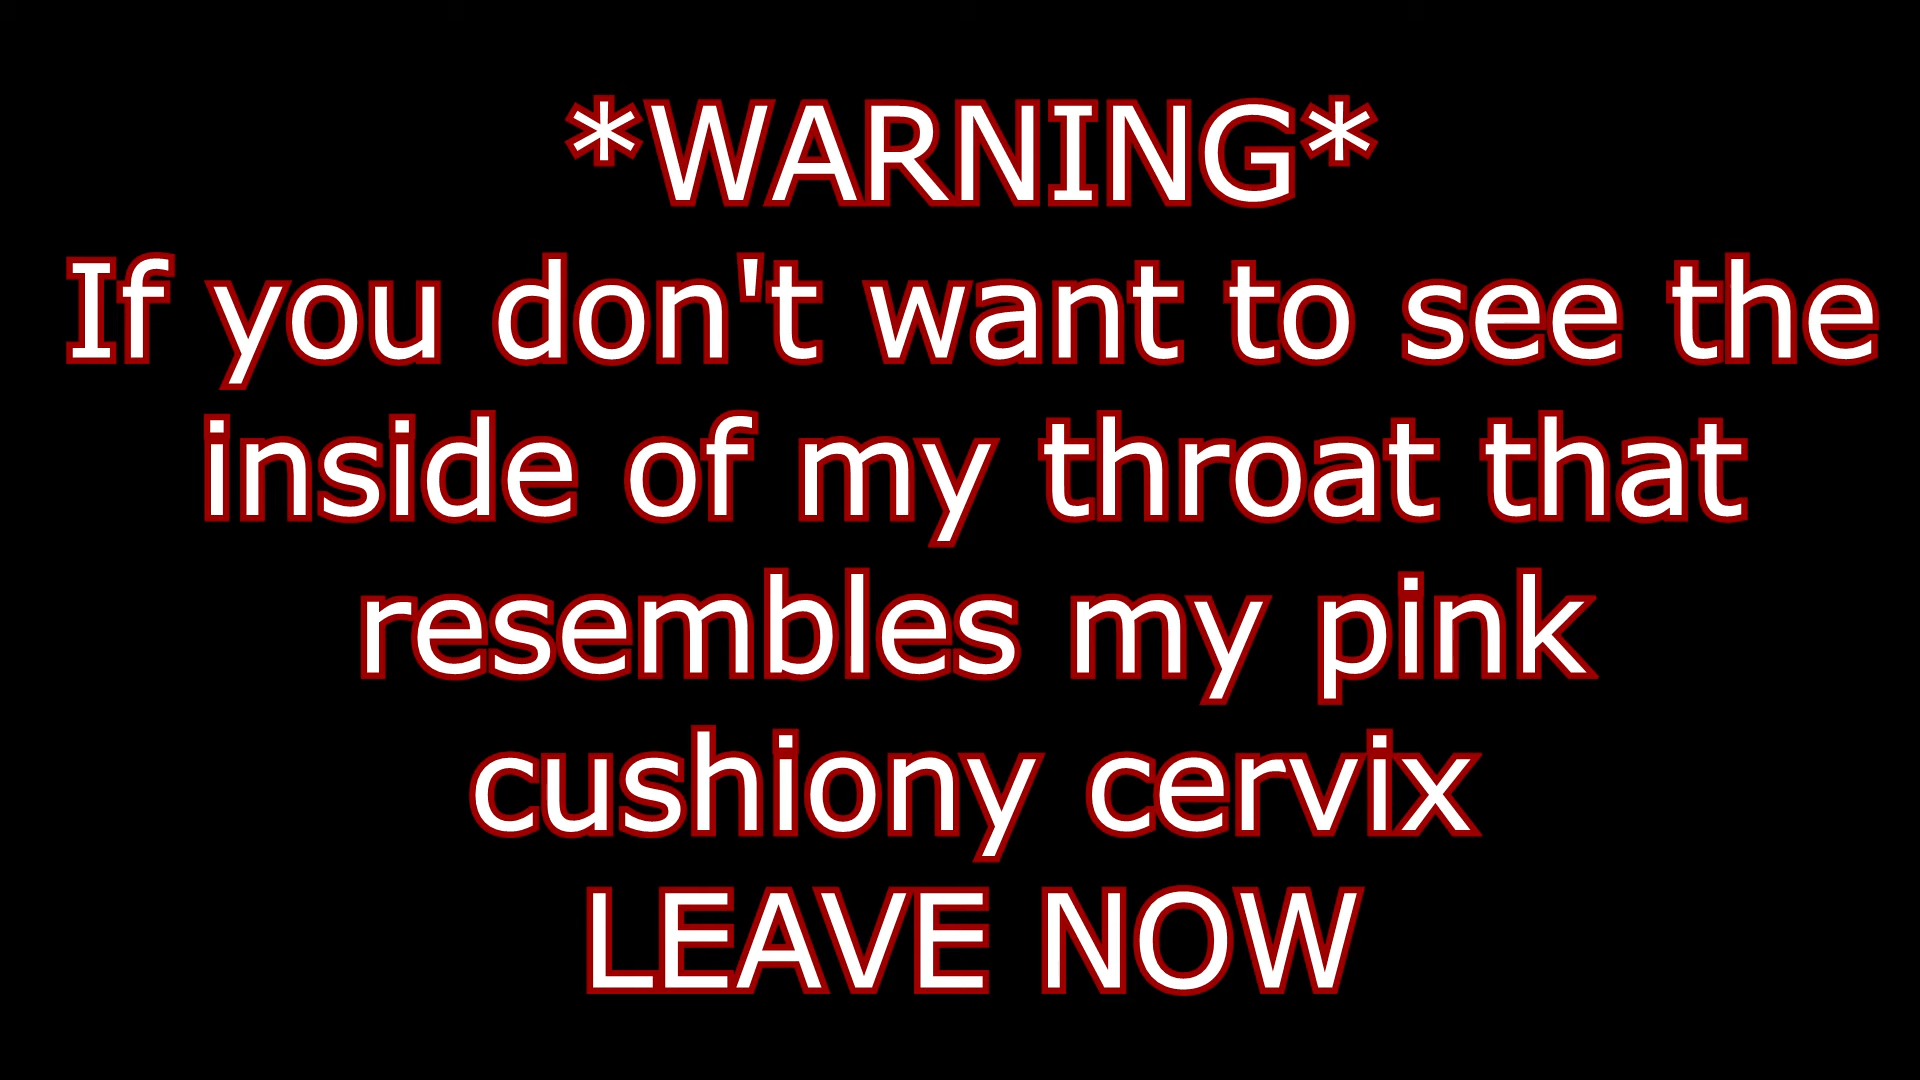 *WARNING*
If you don't want to see the
inside of my throat that
resembles my pink
cushiony cervix
LEAVE NOW